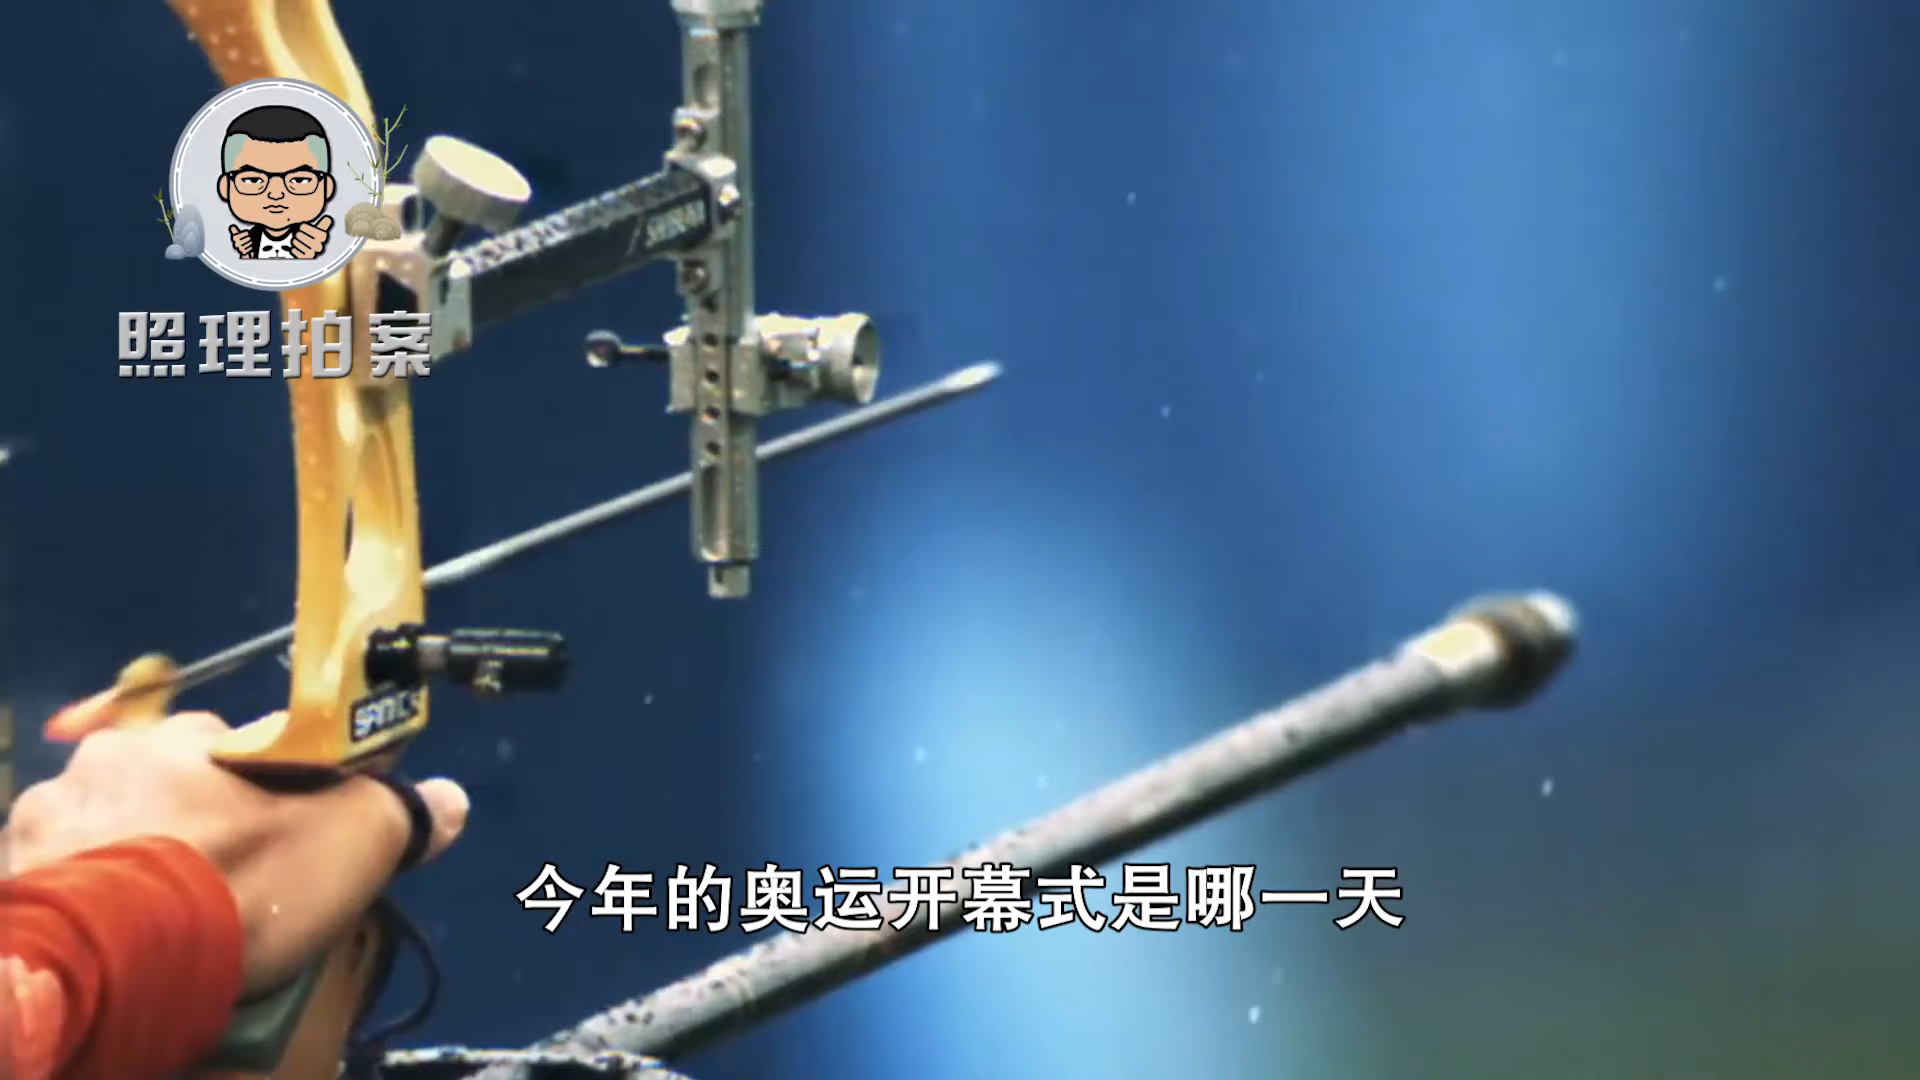 照理拍案
今年的奥运开幕式是哪一天